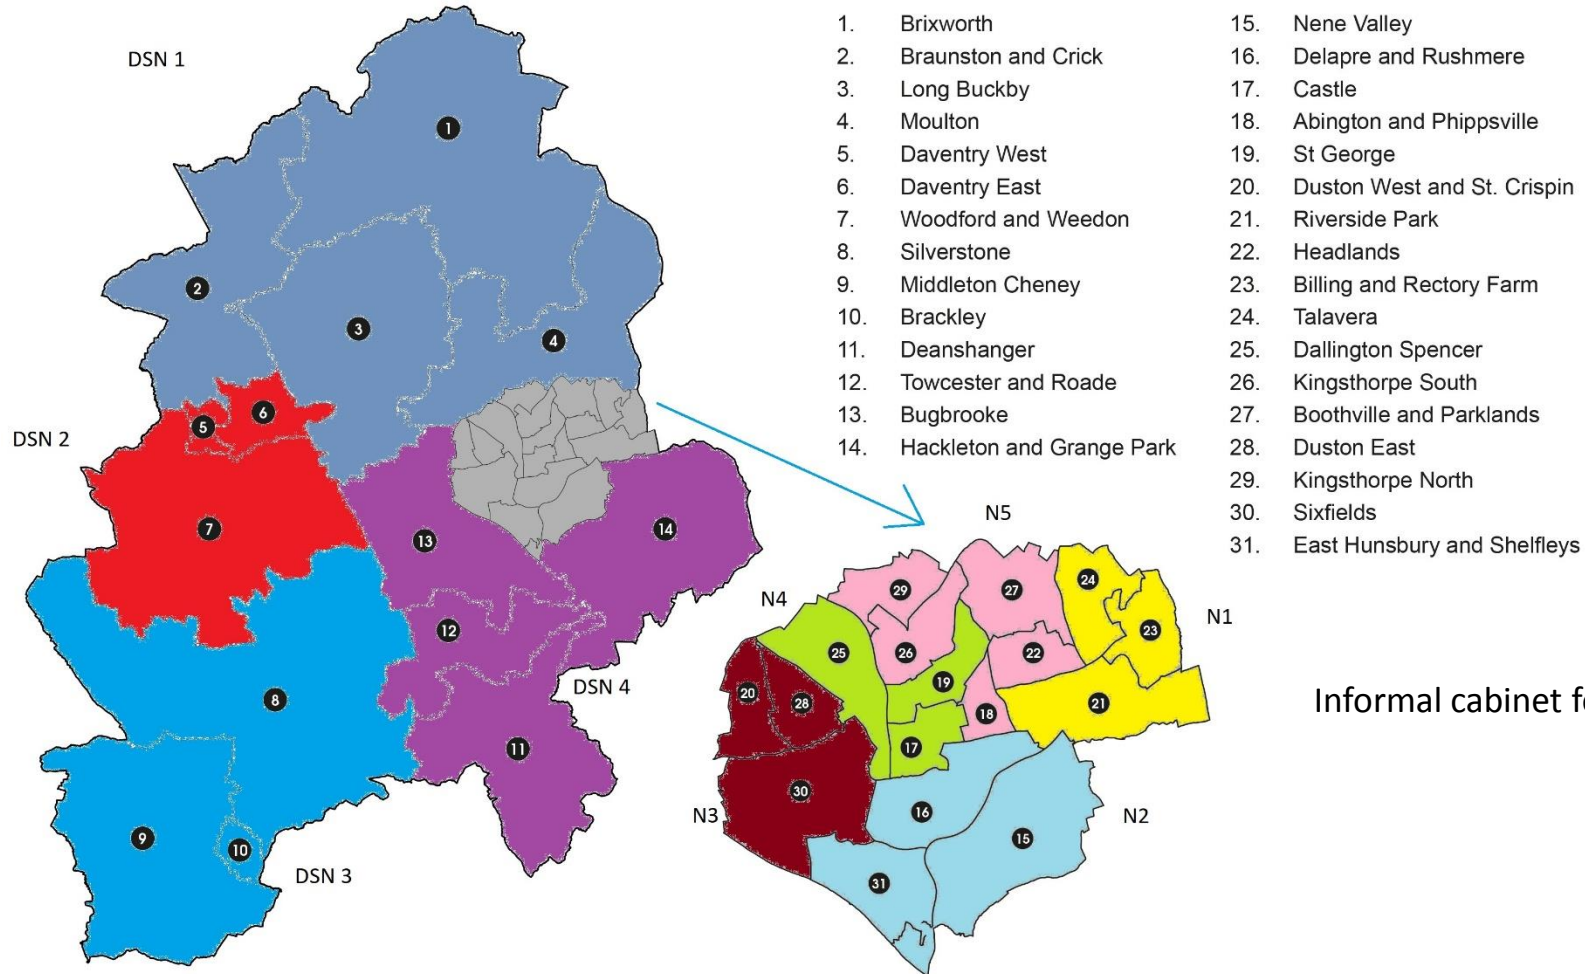 DSN 1
1
2
3
4
5
6
DSN 2
7
13
14
12
8
DSN 4
11
9
10
DSN 3
1. Brixworth
2. Braunston and Crick
3. Long Buckby
4. Moulton
5. Daventry West
6. Daventry East
7. Woodford and Weedon
8. Silverstone
9. Middleton Cheney
10. Brackley
11. Deanshanger
12. Towcester and Roade
13. Bugbrooke
14. Hackleton and Grange Park
15. Nene Valley
16. Delapre and Rushmere
17. Castle
18. Abington and Phippsville
19. St George
20. Duston West and St. Crispin
21. Riverside Park
22. Headlands
23. Billing and Rectory Farm
24. Talavera
25. Dallington Spencer
26. Kingsthorpe South
27. Boothville and Parklands
28. Duston East
29. Kingsthorpe North
30. Sixfields
31. East Hunsbury and Shelfleys
N5
29
27
24
N4
N1
23
25
26
22
19
20
28
18
21
17
30
16
N3
N2
15
31
Informal cabinet